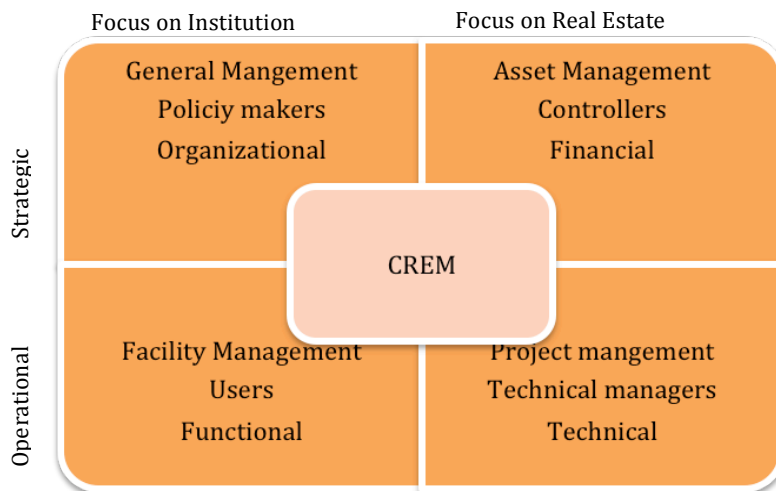 Focus on Institution
Focus on Real Estate
Strategic
General Mangement
Policiy makers
Organizational
Asset Management
Controllers
Financial
CREM
Operational
Facility Management
Users
Functional
Project mangement
Technical managers
Technical